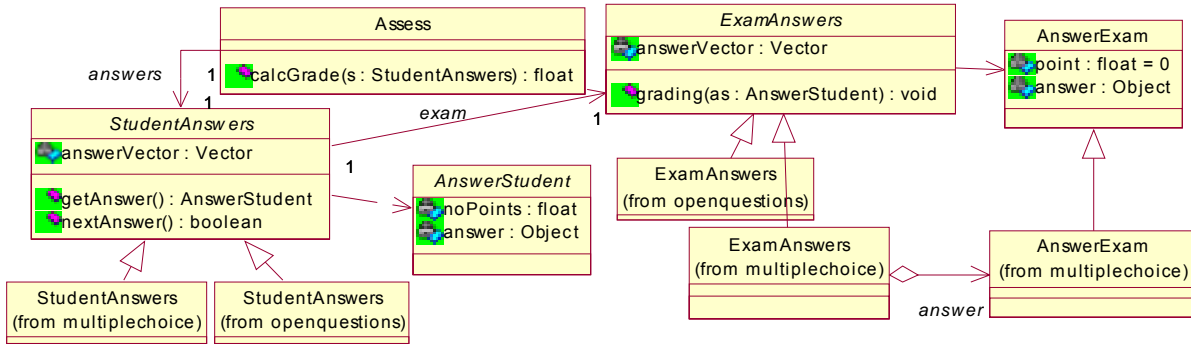 Assess
calcGrade(s : StudentAnswers) : float
answers
1
1
StudentAnswers
answerVector : Vector
getAnswer() : AnswerStudent
nextAnswer() : boolean
exam
1
1
ExamAnswers
answerVector : Vector
grading(as : AnswerStudent) : void
AnswerExam
point : float = 0
answer : Object
AnswerStudent
noPoints : float
answer : Object
ExamAnswers
(from openquestions)
ExamAnswers
(from multiplechoice)
AnswerExam
(from multiplechoice)
answer
StudentAnswers
(from multiplechoice)
StudentAnswers
(from openquestions)